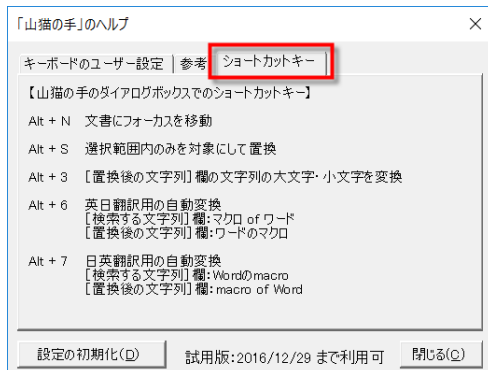 「山猫の手」のヘルプ
キーボードのユーザー設定
参考
ショートカットキー
【山猫の手のダイアログボックスでのショートカットキー】
Alt + N 文書にフォーカスを移動
Alt + S 選択範囲内のみを対象にして置換
Alt + 3 [置換後の文字列]欄の文字列の大文字・小文字を変換
Alt + 6 英日翻訳用の自動変換
[検索する文字列]欄:マクロ of ワード
[置換後の文字列]欄:ワードのマクロ
Alt + 7 日英翻訳用の自動変換
[検索する文字列]欄:Wordのmacro
[置換後の文字列]欄:macro of Word
設定の初期化(D)
試用版:2016/12/29 まで利用可
閉じる(C)